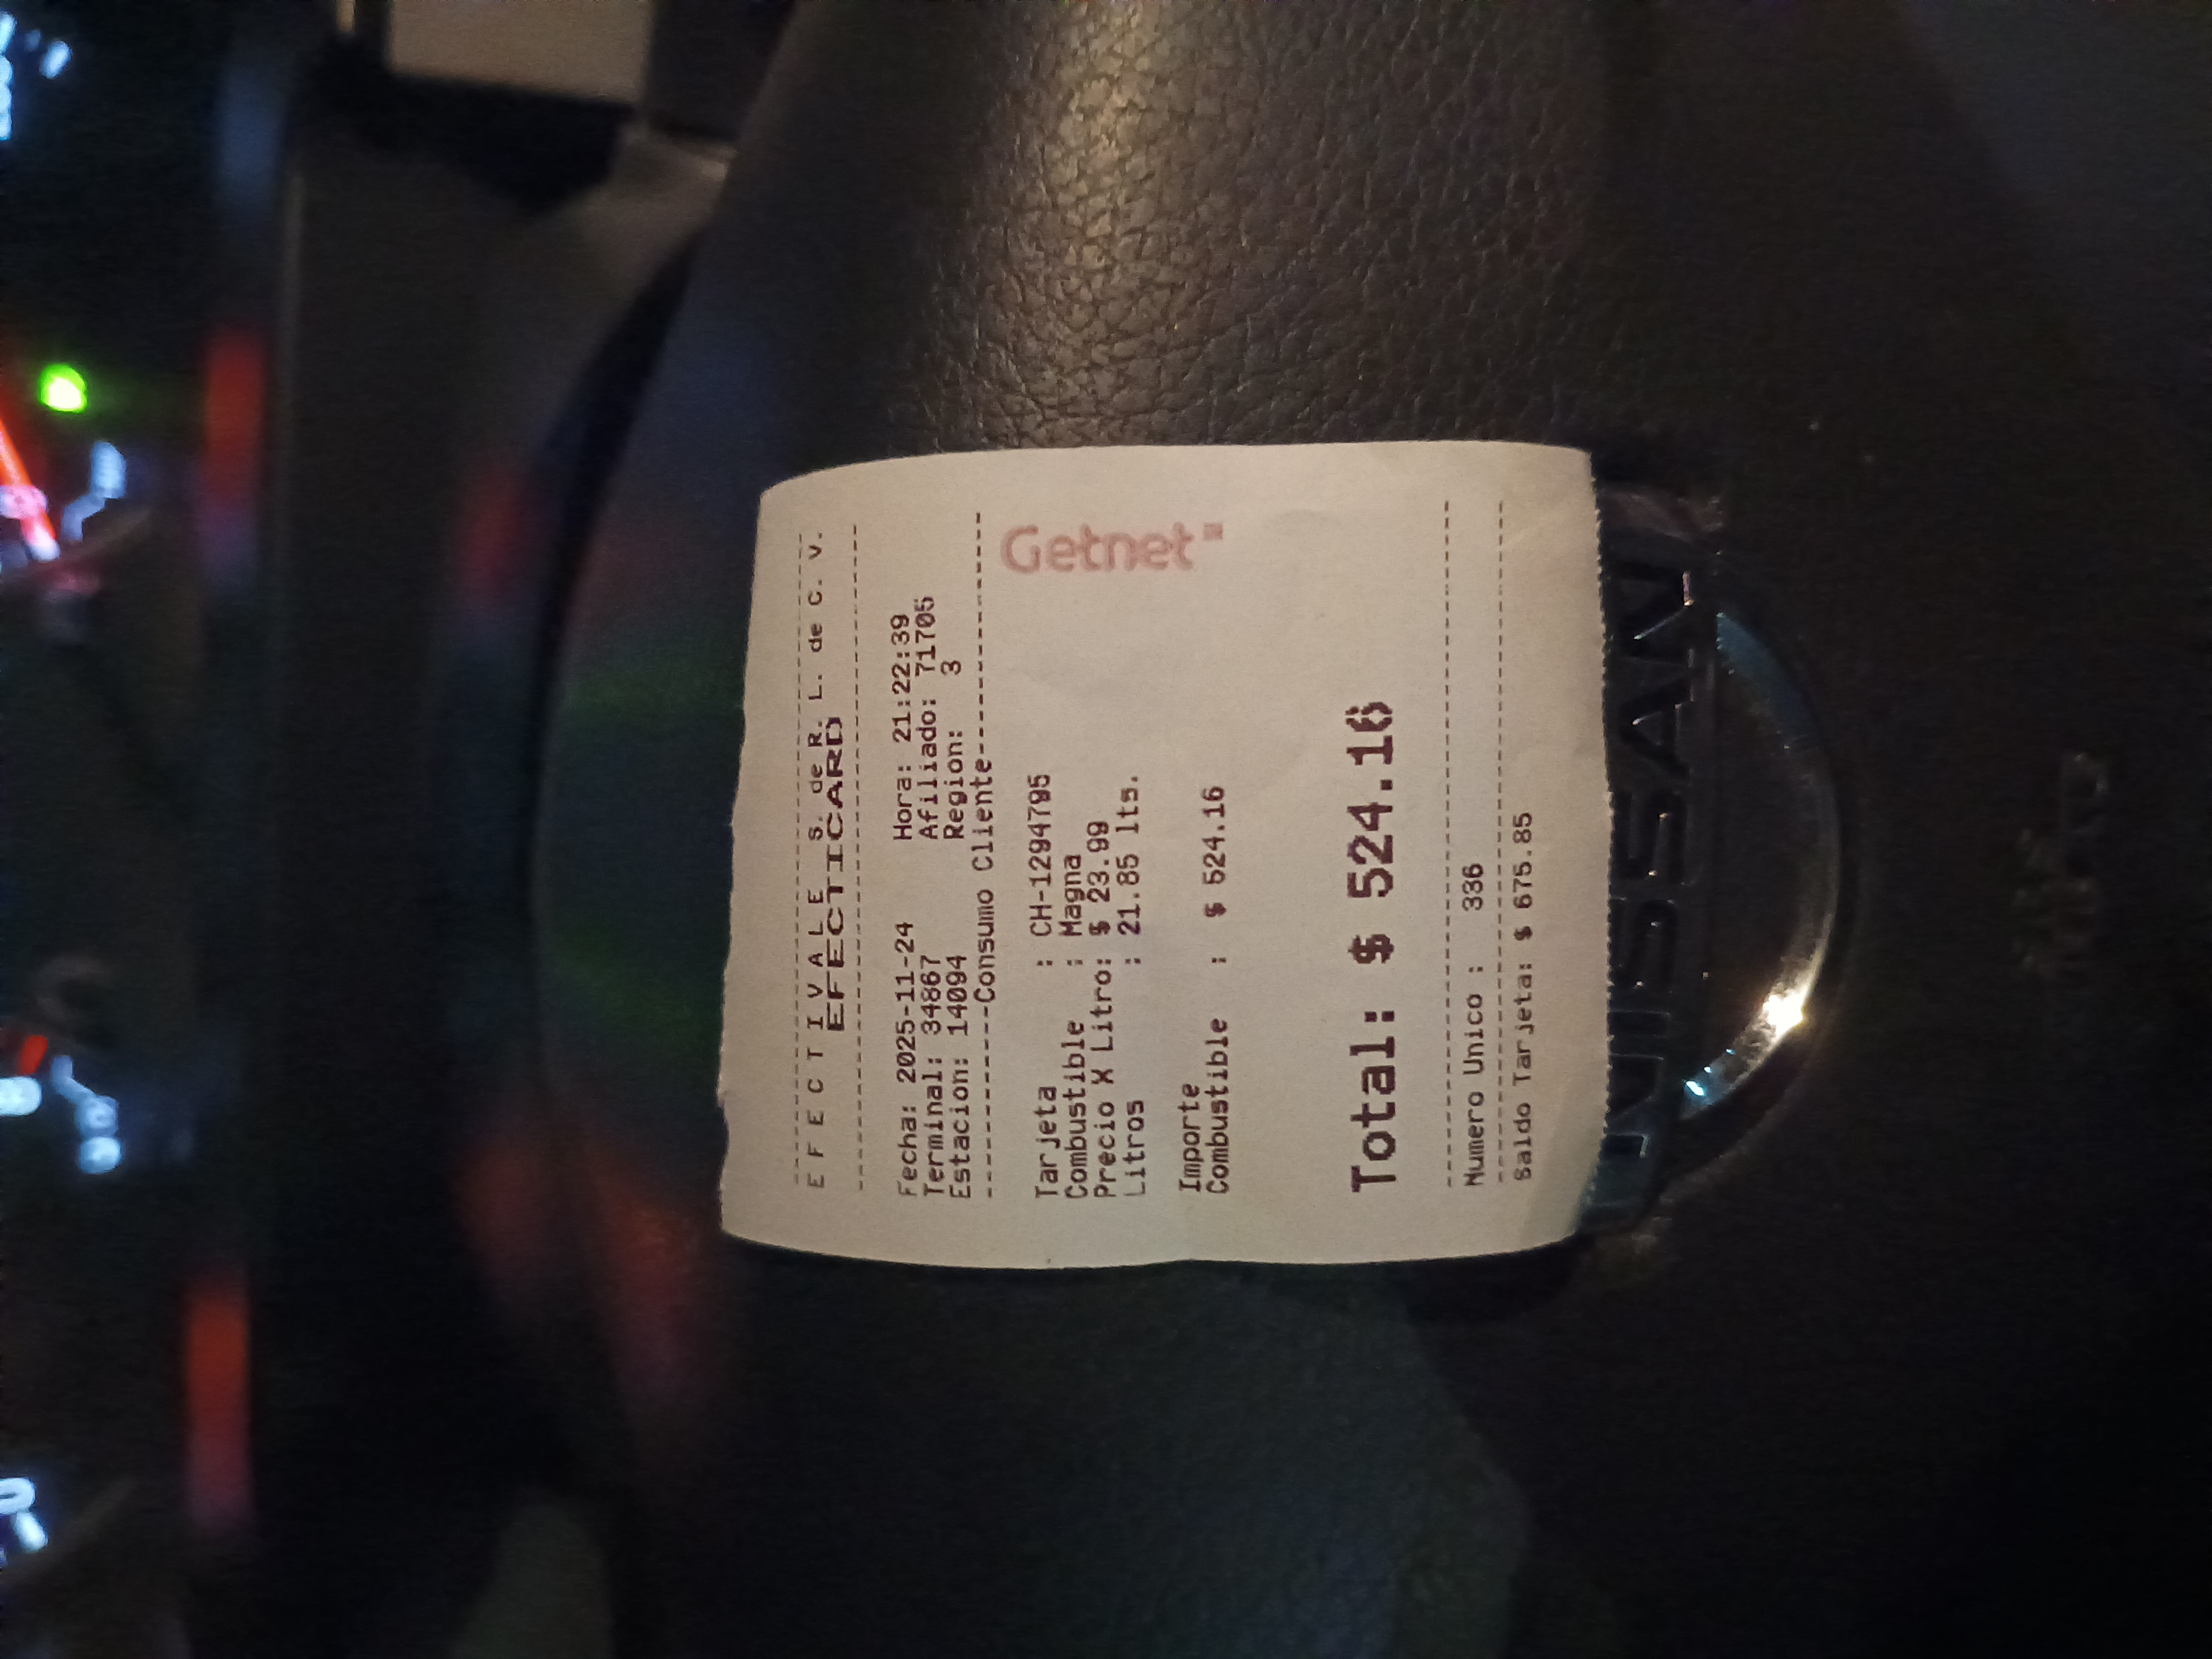 E F E C T I V A L E S. de R. L. de C. V.
EFECTICARD
Fecha: 2025-11-24 Hora: 21:22:39
Terminal: 34867 Afiliado: 71705
Estacion: 14094 Region: 3
----------Consumo Cliente----------
Getnet
Tarjeta : CH-1294795
Combustible : Magna
Precio X Litro: $ 23.99
Litros : 21.85 lts.
Importe
Combustible : $ 524.16
Total: $ 524.16
Numero Unico : 336
Saldo Tarjeta: $ 675.85
NISSAN